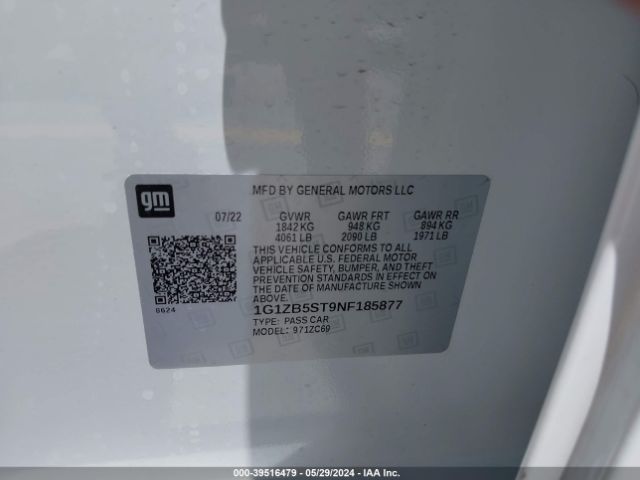 gm
MFD BY GENERAL MOTORS LLC
07/22 GVWR GAWR FRT GAWR RR
1842 KG 948 KG 894 KG
4061 LB 2090 LB 1971 LB
THIS VEHICLE CONFORMS TO ALL
APPLICABLE U.S. FEDERAL MOTOR
VEHICLE SAFETY, BUMPER, AND THEFT
PREVENTION STANDARDS IN EFFECT ON
THE DATE OF MANUFACTURE SHOWN
ABOVE.
8624
1G1ZB5ST9NF185877
TYPE: PASS CAR
MODEL: 971ZC69
000-39516479 - 05/29/2024 - IAA Inc.